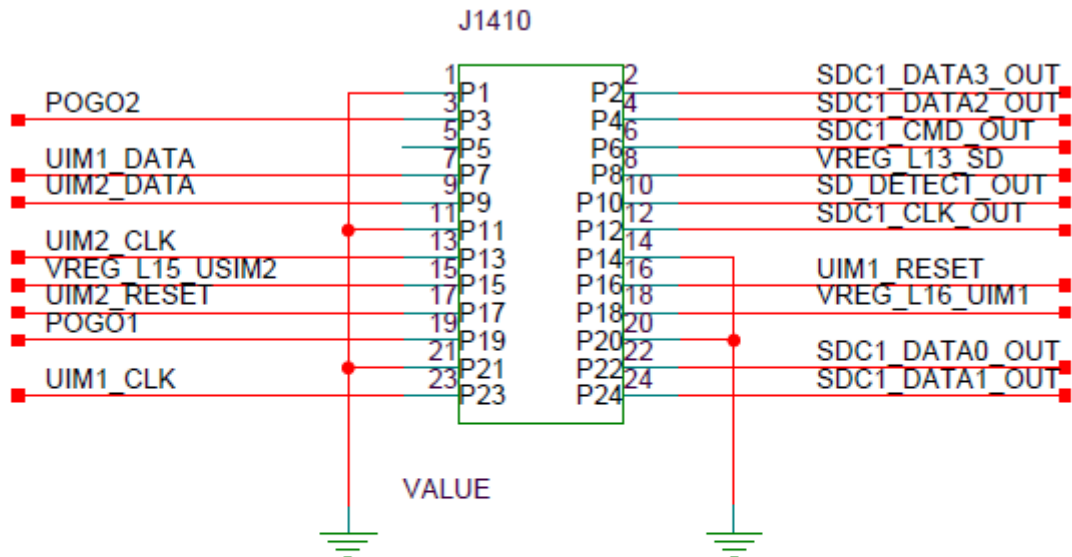 J1410
1 2 SDC1_DATA3_OUT
P1 P2
POGO2 3 4 SDC1_DATA2_OUT
P3 P4
5 6 SDC1_CMD_OUT
P5 P6
UIM1_DATA 7 8 VREG_L13_SD
P7 P8
UIM2_DATA 9 10 SD_DETECT_OUT
P9 P10
11 12 SDC1_CLK_OUT
P11 P12
UIM2_CLK 13 14
P13 P14
VREG_L15_USIM2 15 16 UIM1_RESET
P15 P16
UIM2_RESET 17 18 VREG_L16_UIM1
P17 P18
POGO1 19 20
P19 P20
21 22 SDC1_DATA0_OUT
P21 P22
UIM1_CLK 23 24 SDC1_DATA1_OUT
P23 P24
VALUE